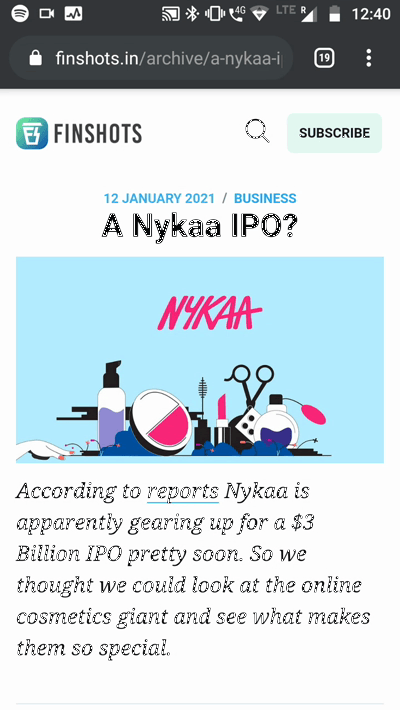 LTE
4G
R
12:40
finshots.in/archive/a-nykaa-i
19
FINSHOTS
SUBSCRIBE
12 JANUARY 2021 / BUSINESS
A Nykaa IPO?
NYKAA
According to reports Nykaa is
apparently gearing up for a $3
Billion IPO pretty soon. So we
thought we could look at the online
cosmetics giant and see what makes
them so special.